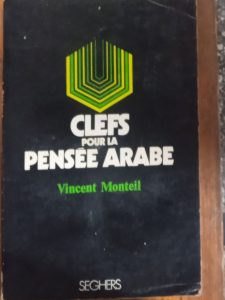 CLEFS
POUR LA
PENSÉE ARABE
Vincent Monteil
SEGHERS